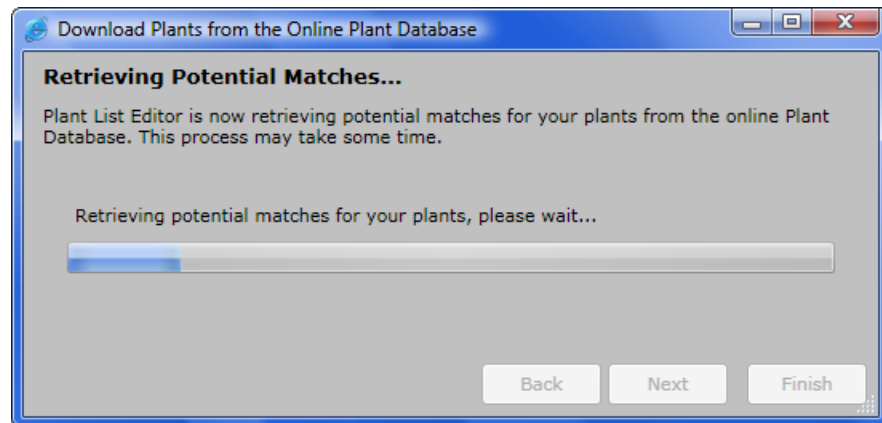 Download Plants from the Online Plant Database
Retrieving Potential Matches...
Plant List Editor is now retrieving potential matches for your plants from the online Plant
Database. This process may take some time.
Retrieving potential matches for your plants, please wait...
Back Next Finish